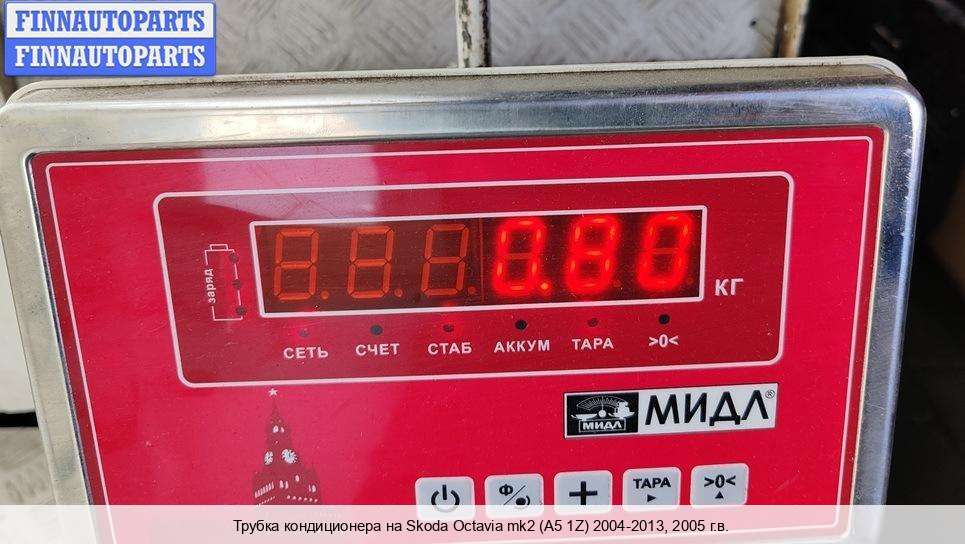 FINNAUTOPARTS
FINNAUTOPARTS
заряд
0.80
КГ
СЕТЬ СЧЕТ СТАБ АККУМ ТАРА >0<
МИДЛ МИДЛ®
Ф/ + ТАРА >0<
Трубка кондиционера на Skoda Octavia mk2 (A5 1Z) 2004-2013, 2005 г.в.